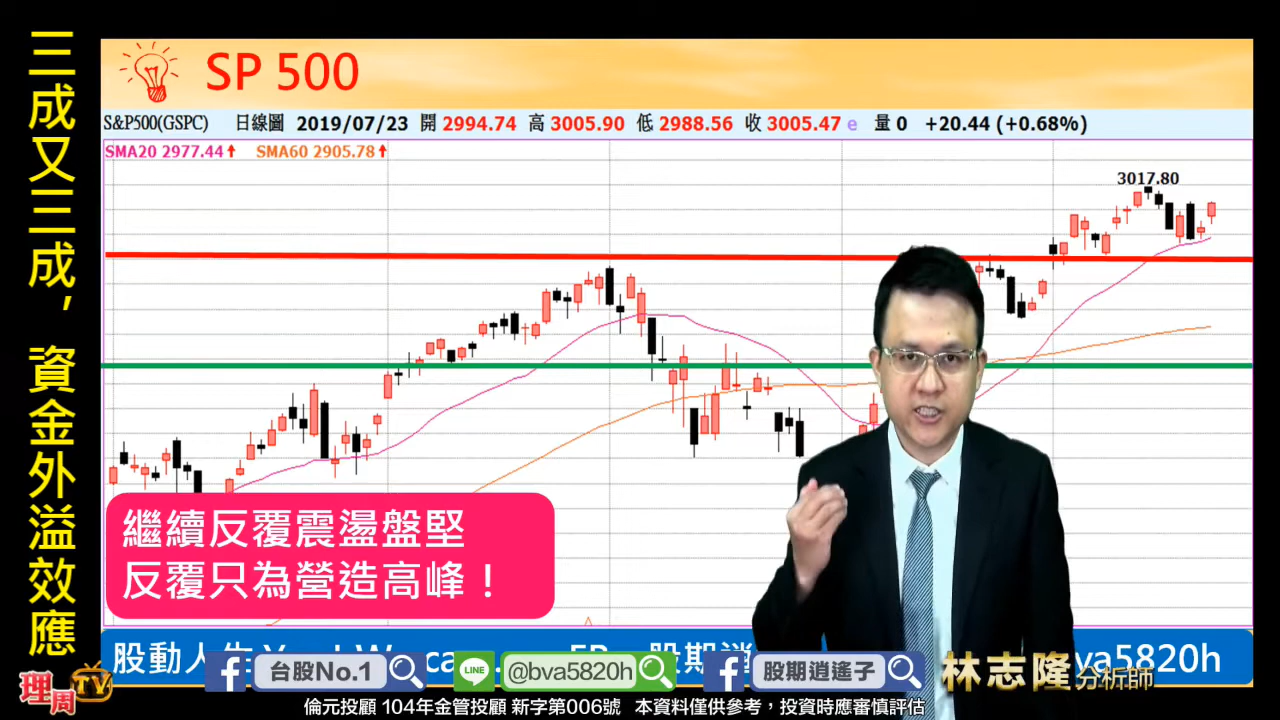 三成又三成，資金外溢效應
SP 500
S&P500(GSPC) 日線圖 2019/07/23 開 2994.74 高 3005.90 低 2988.56 收 3005.47 e 量 0 +20.44 (+0.68%)
SMA20 2977.44 SMA60 2905.78
3017.80
繼續反覆震盪盤堅
反覆只為營造高峰！
股動人生
股期逍
va5820h
理周TV
台股No.1
LINE
@bva5820h
股期逍遙子
林志隆 分析師
倫元投顧 104年金管投顧 新字第006號 本資料僅供參考，投資時應審慎評估